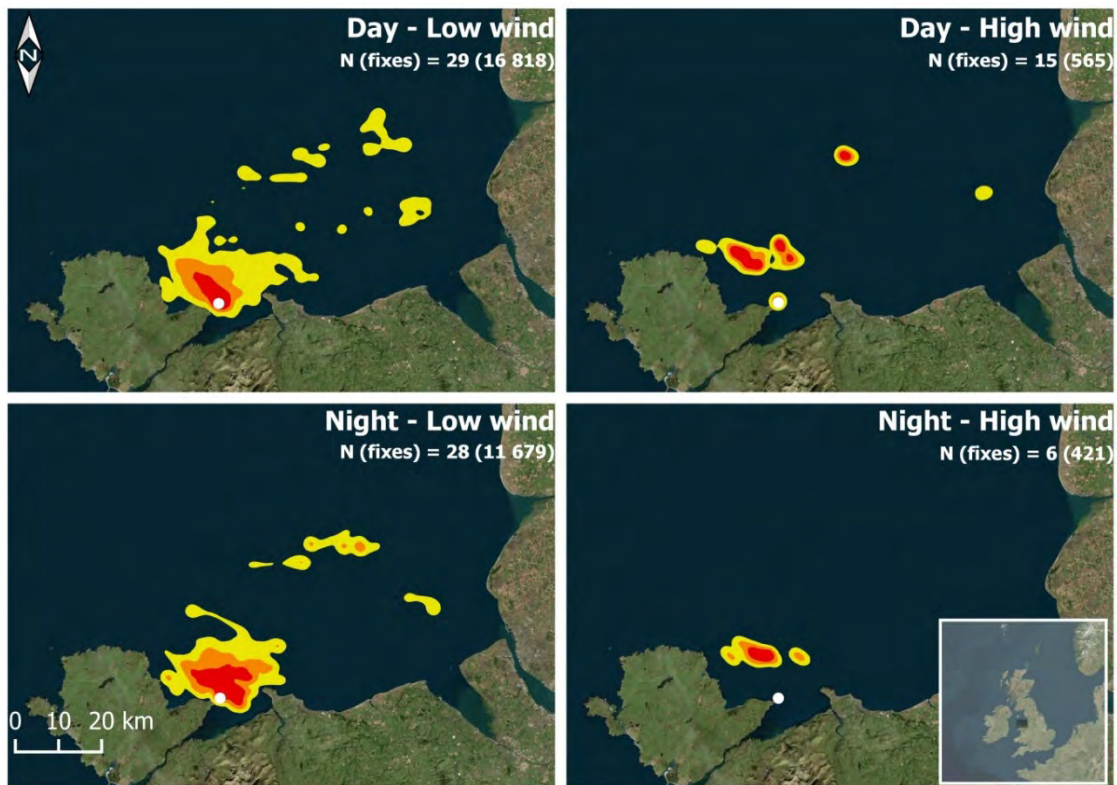 Day - Low wind
N (fixes) = 29 (16 818)
N
Day - High wind
N (fixes) = 15 (565)
Night - Low wind
N (fixes) = 28 (11 679)
0 10 20 km
Night - High wind
N (fixes) = 6 (421)